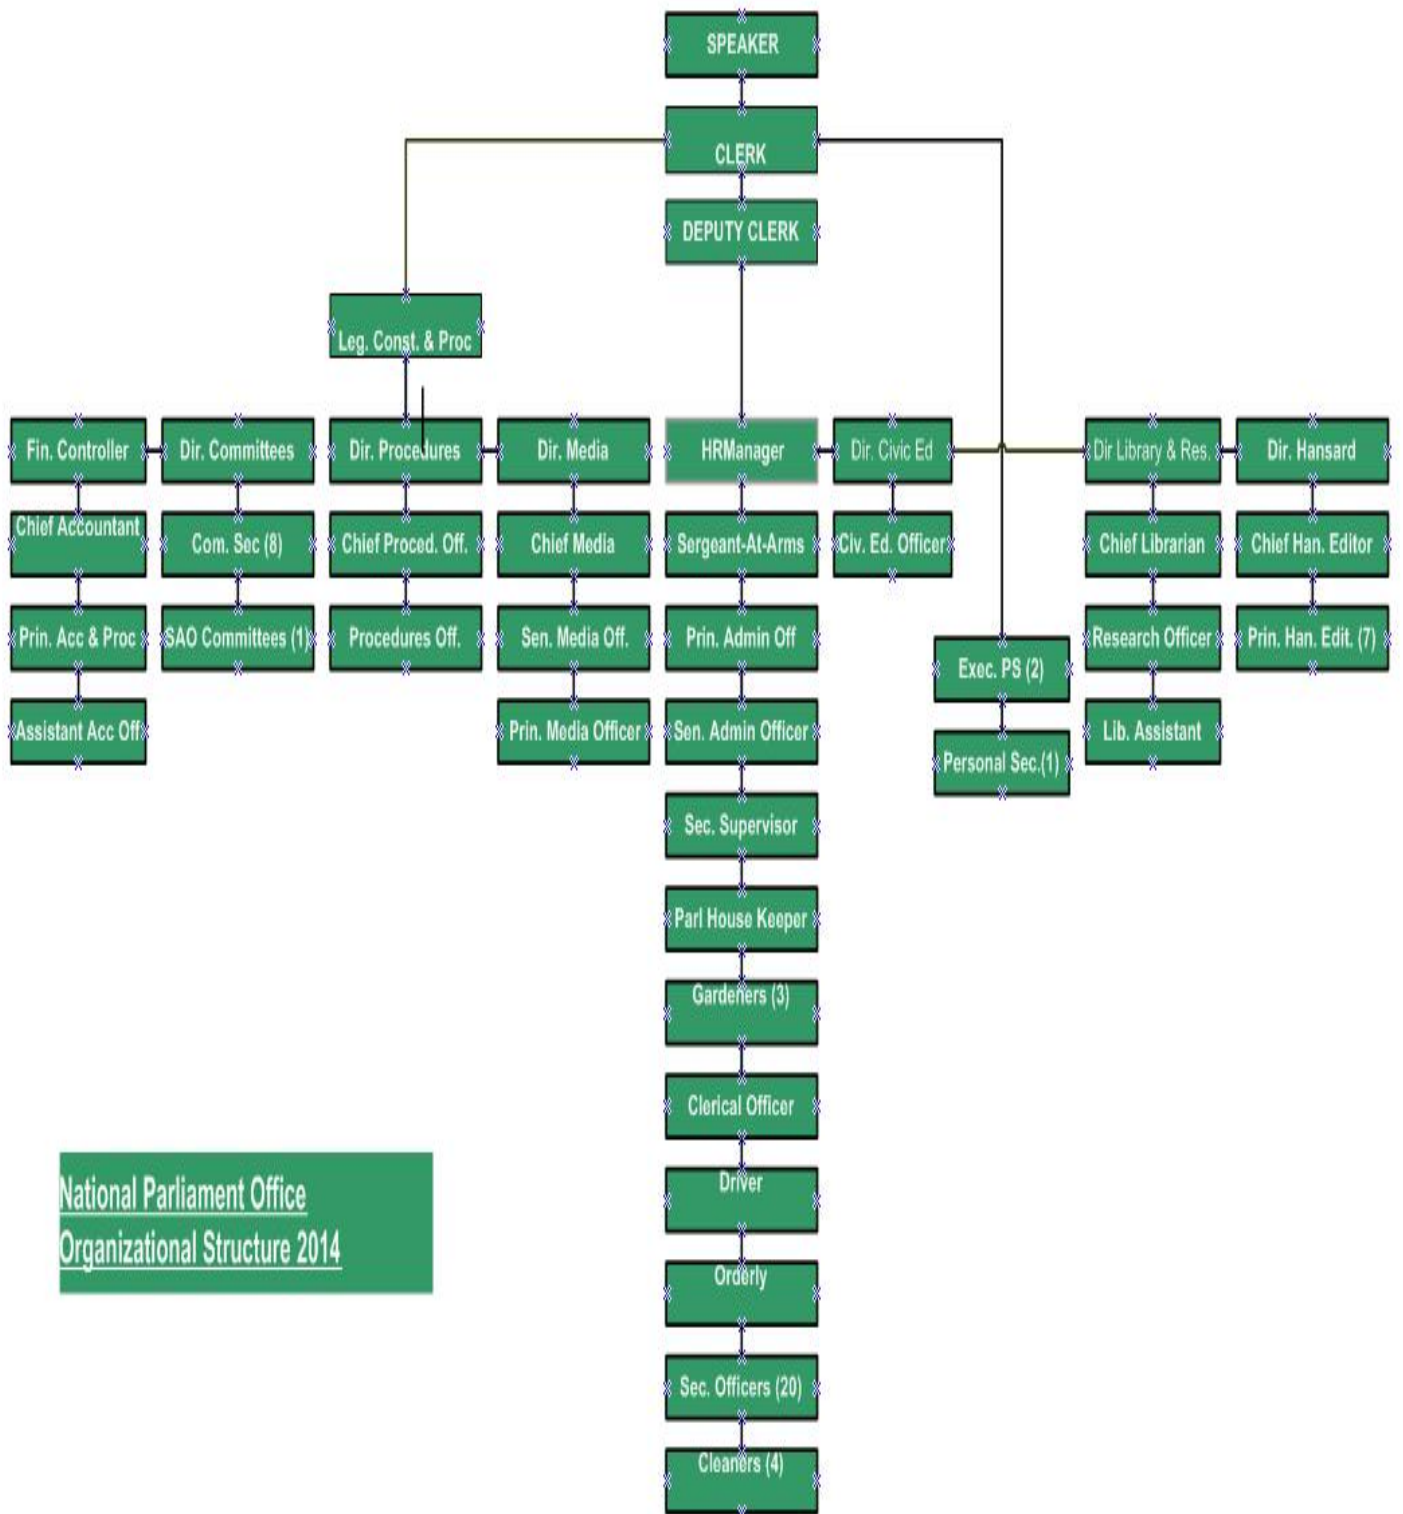 SPEAKER
CLERK
DEPUTY CLERK
Leg. Const. & Proc
Fin. Controller
Dir. Committees
Dir. Procedures
Dir. Media
HRManager
Dir. Civic Ed
Dir Library & Res.
Dir. Hansard
Chief Accountant
Com. Sec (8)
Chief Proced. Off.
Chief Media
Sergeant-At-Arms
Civ. Ed. Officer
Chief Librarian
Chief Han. Editor
Prin. Acc & Proc
SAO Committees (1)
Procedures Off.
Sen. Media Off.
Prin. Admin Off
Exec. PS (2)
Research Officer
Prin. Han. Edit. (7)
Assistant Acc Off
Prin. Media Officer
Sen. Admin Officer
Personal Sec.(1)
Lib. Assistant
Sec. Supervisor
Parl House Keeper
Gardeners (3)
Clerical Officer
Driver
Orderly
Sec. Officers (20)
Cleaners (4)
National Parliament Office
Organizational Structure 2014